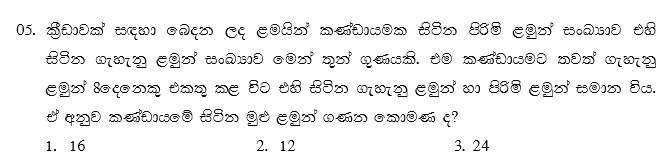 05. ක්‍රීඩාවක් සඳහා බෙදන ලද ළමයින් කණ්ඩායමක සිටින පිරිමි ළමුන් සංඛ්‍යාව එහි
සිටින ගැහැනු ළමුන් සංඛ්‍යාව මෙන් තුන් ගුණයකි. එම කණ්ඩායමට තවත් ගැහැනු
ළමුන් 8දෙනෙකු එකතු කළ විට එහි සිටින ගැහැනු ළමුන් හා පිරිමි ළමුන් සමාන විය.
ඒ අනුව කණ්ඩායමේ සිටින මුළු ළමුන් ගණන කොමණ ද?
1. 16 2. 12 3. 24